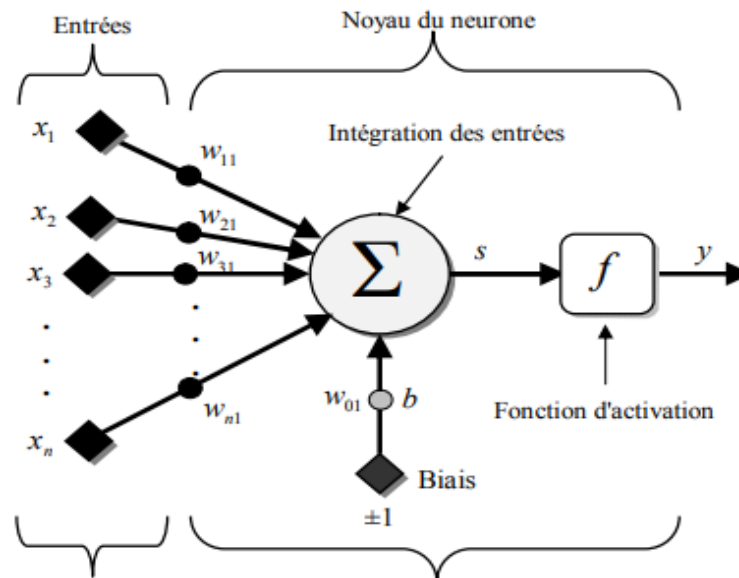 Entrées
Noyau du neurone
Intégration des entrées
x₁
w₁₁
x₂
w₂₁
x₃
w₃₁
Σ
s
f
y
.
.
.
.
.
.
.
.
xₙ
wₙ₁
w₀₁
b
Fonction d'activation
Biais
±1